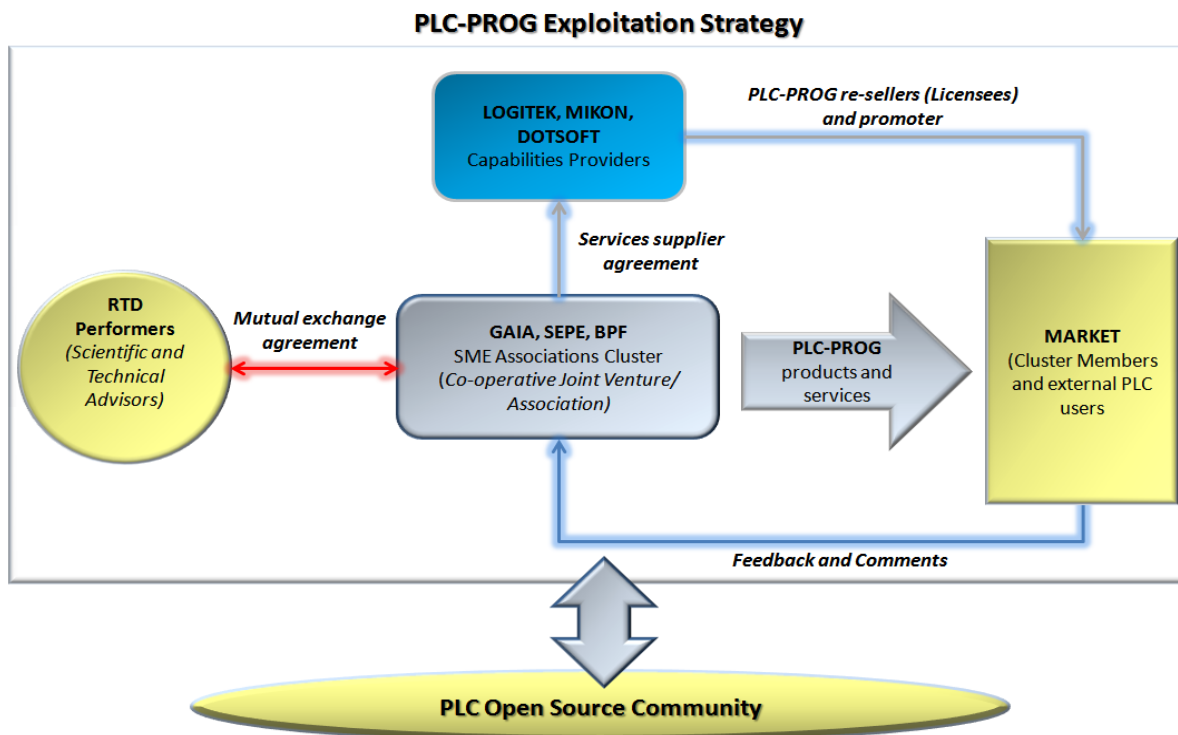 PLC-PROG Exploitation Strategy
LOGITEK, MIKON,
DOTSOFT
Capabilities Providers
PLC-PROG re-sellers (Licensees)
and promoter
Services supplier
agreement
RTD
Performers
(Scientific and
Technical
Advisors)
Mutual exchange
agreement
GAIA, SEPE, BPF
SME Associations Cluster
(Co-operative Joint Venture/
Association)
PLC-PROG
products and
services
MARKET
(Cluster Members
and external PLC
users
Feedback and Comments
PLC Open Source Community